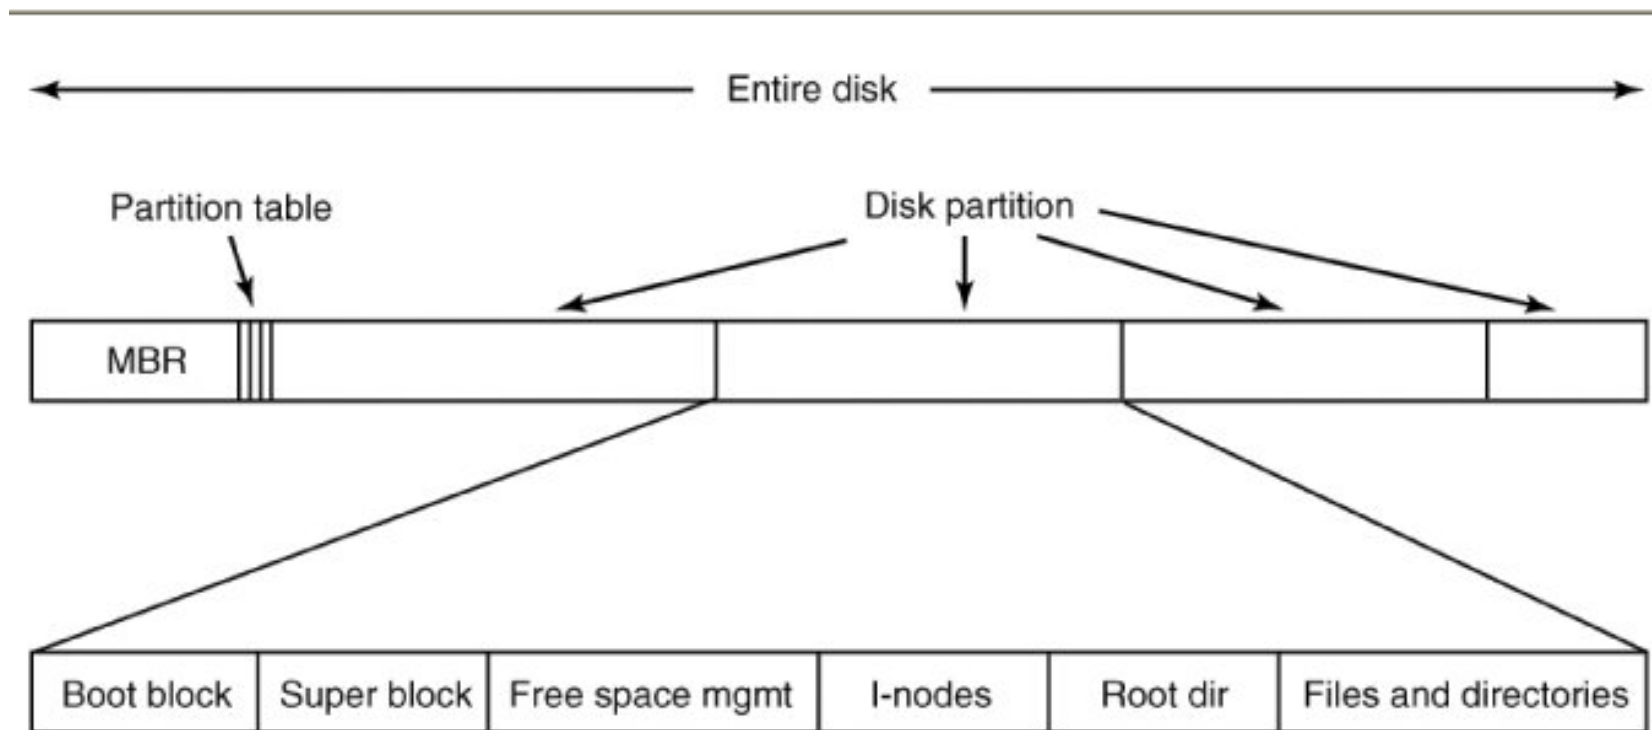 Entire disk
Partition table
Disk partition
MBR
Boot block
Super block
Free space mgmt
I-nodes
Root dir
Files and directories